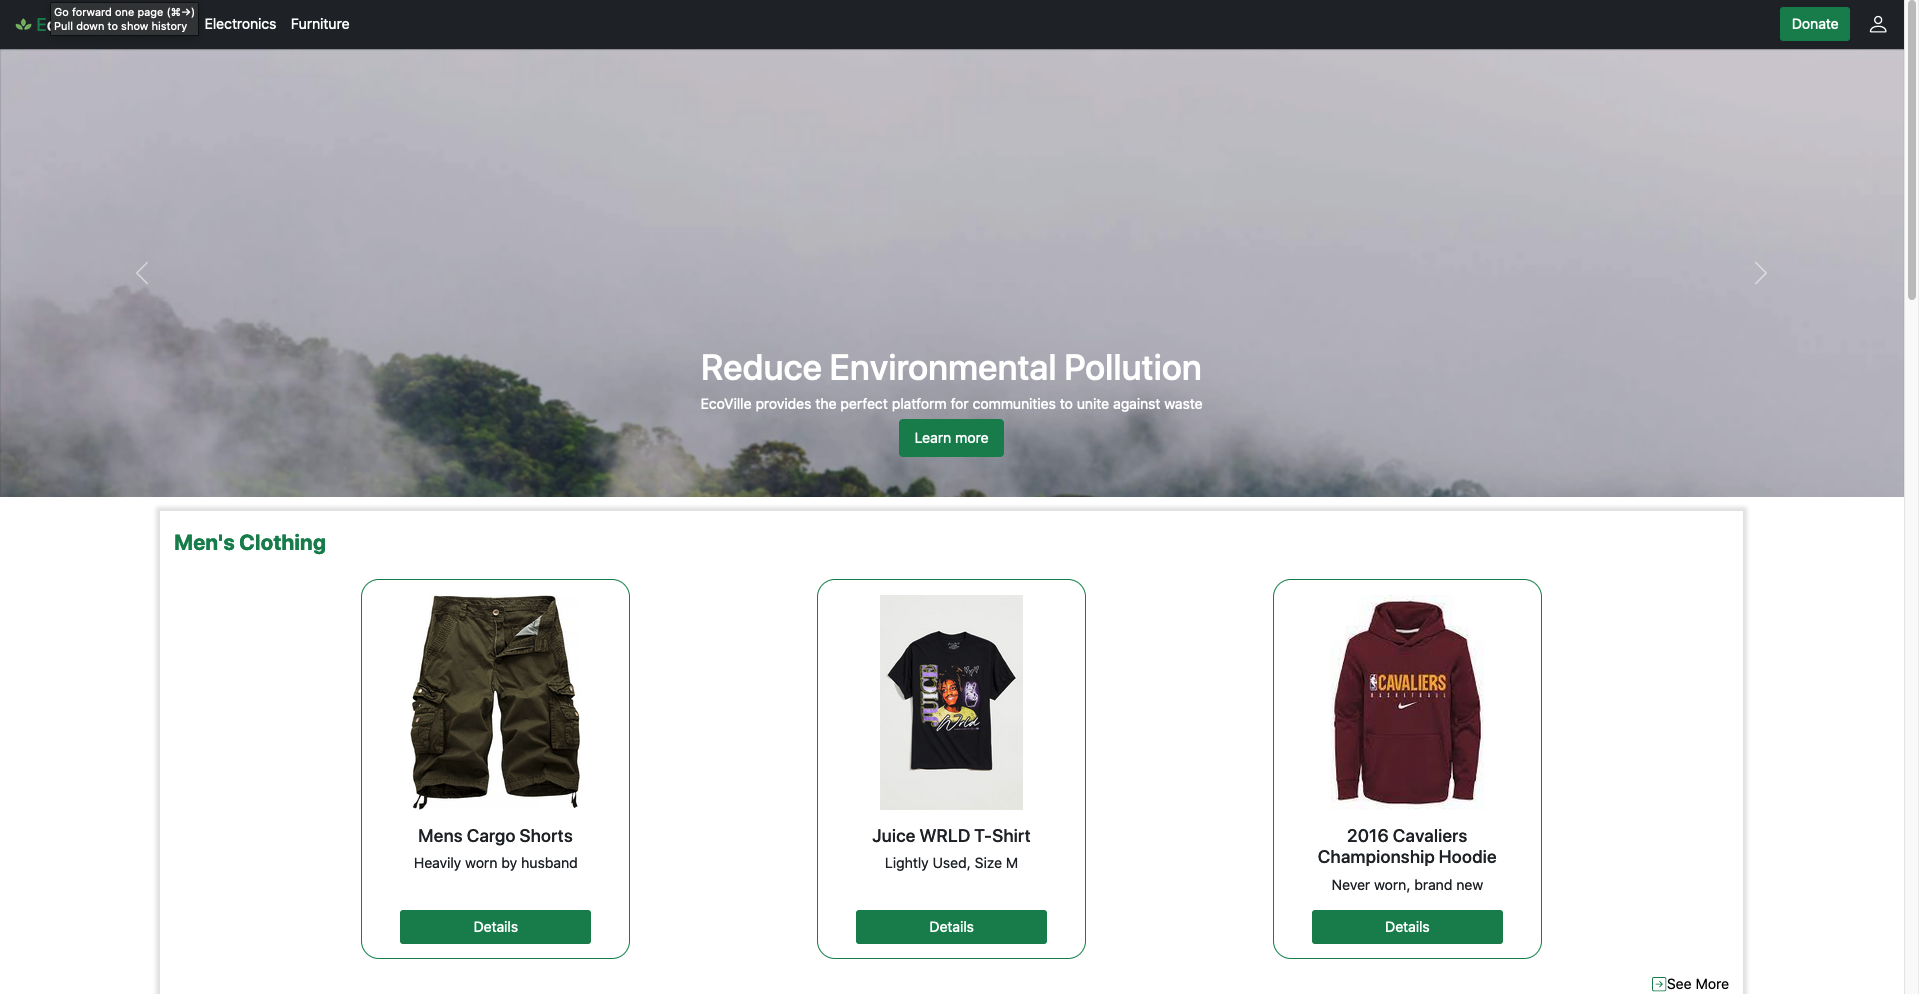 Go forward one page (⌘→)
Pull down to show history
Electronics
Furniture
Donate
Reduce Environmental Pollution
EcoVille provides the perfect platform for communities to unite against waste
Learn more
Men's Clothing
CAVALIERS
BASKETBALL
Mens Cargo Shorts
Heavily worn by husband
Details
JUICE
Wrld
Juice WRLD T-Shirt
Lightly Used, Size M
Details
2016 Cavaliers
Championship Hoodie
Never worn, brand new
Details
See More